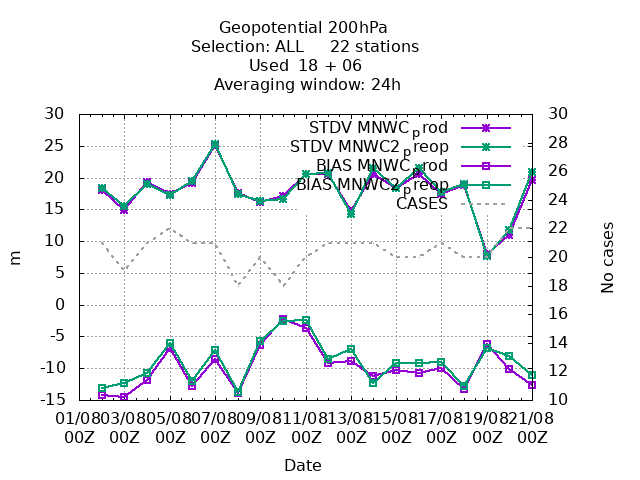 Geopotential 200hPa
Selection: ALL     22 stations
Used  18 + 06
Averaging window: 24h
30 30
STDV MNWC_prod
28
25 STDV MNWC2_preop
26
BIAS MNWC_prod
20 BIAS MNWC2_preop
24
CASES
15
22
10
20
5
18
0
16
-5
14
-10
12
-15 10
m
No cases
01/08 03/08 05/08 07/08 09/08 11/08 13/08 15/08 17/08 19/08 21/08
00Z 00Z 00Z 00Z 00Z 00Z 00Z 00Z 00Z 00Z 00Z
Date